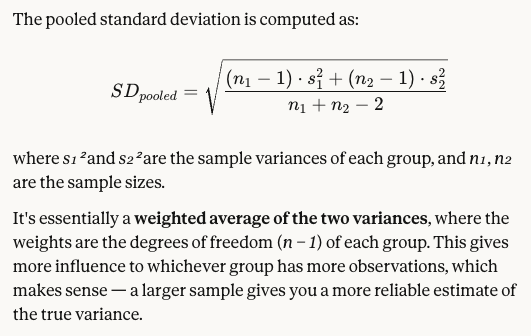 The pooled standard deviation is computed as:
SD_{pooled} = \sqrt{\frac{(n_1 - 1) \cdot s_1^2 + (n_2 - 1) \cdot s_2^2}{n_1 + n_2 - 2}}
where s₁² and s₂² are the sample variances of each group, and n₁, n₂
are the sample sizes.
It's essentially a weighted average of the two variances, where the
weights are the degrees of freedom (n − 1) of each group. This gives
more influence to whichever group has more observations, which
makes sense — a larger sample gives you a more reliable estimate of
the true variance.